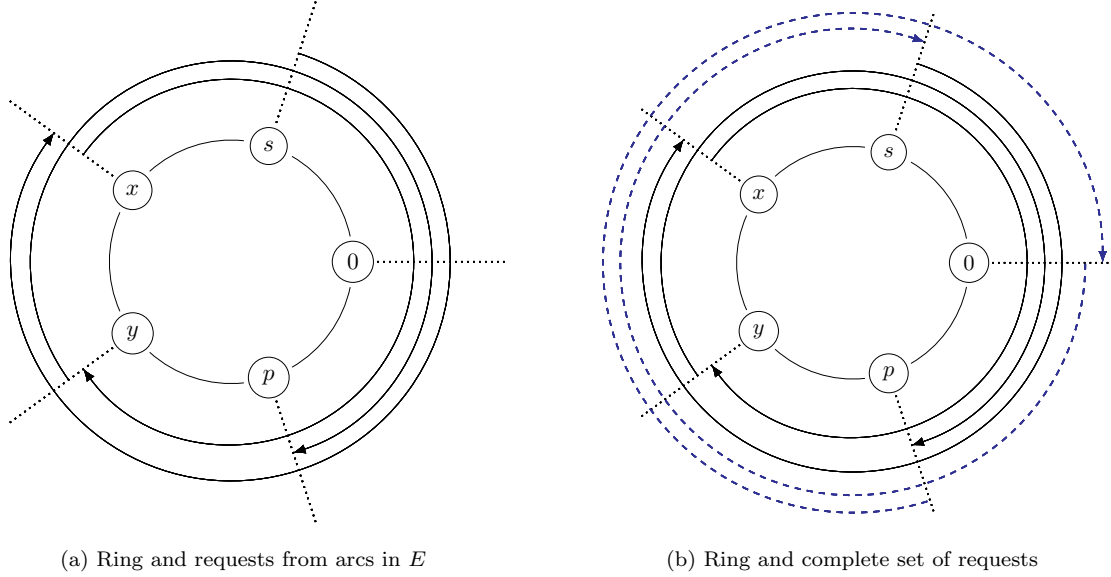 s
x
0
y
p
s
x
0
y
p
(a) Ring and requests from arcs in E
(b) Ring and complete set of requests